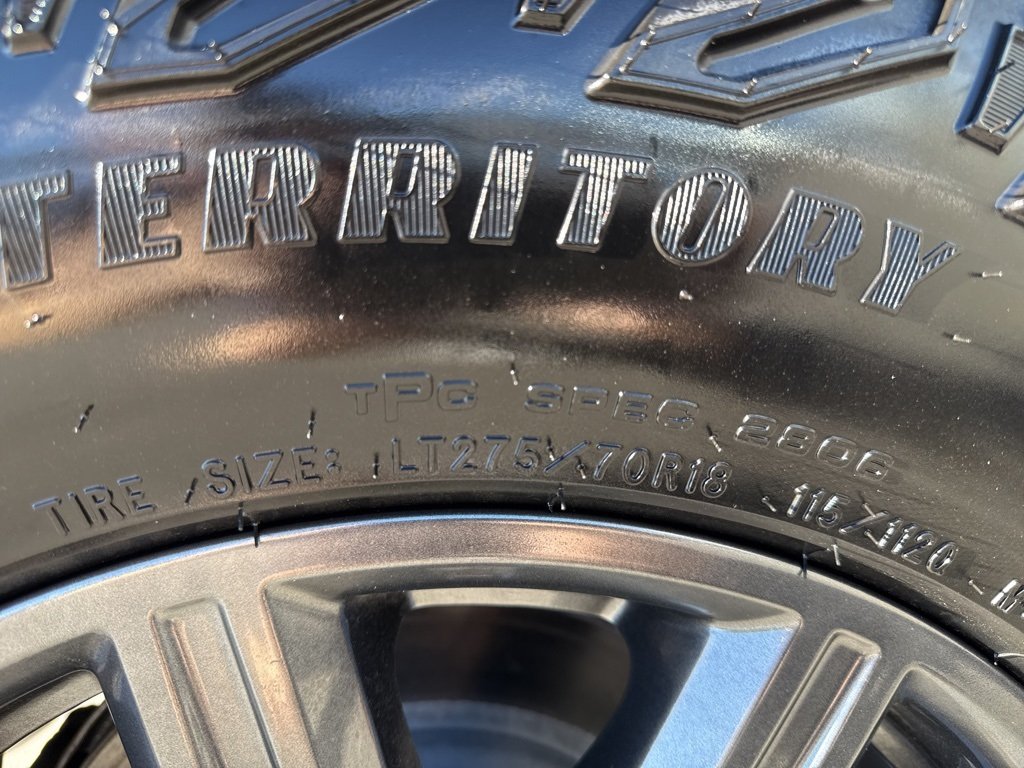 TERRITORY
TPC SPEC 2806
TIRE SIZE: LT275/70R18 115/112Q